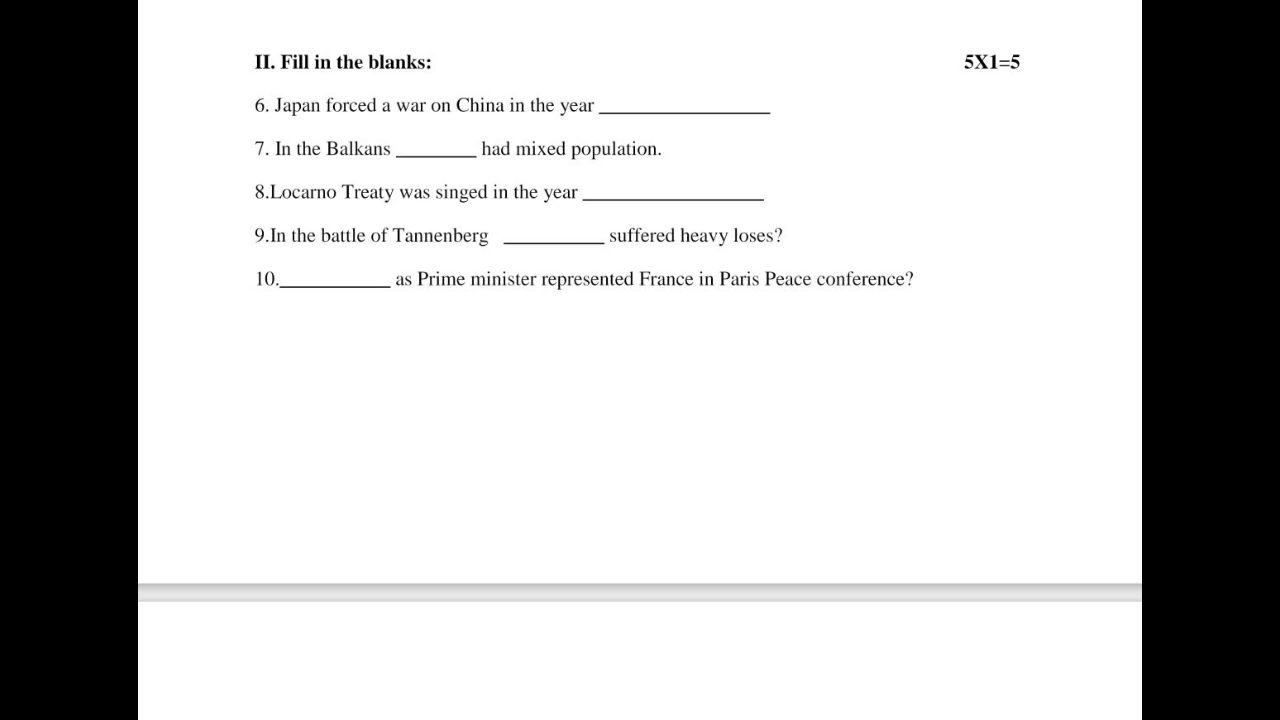 II. Fill in the blanks: 5X1=5
6. Japan forced a war on China in the year _________________
7. In the Balkans ________ had mixed population.
8.Locarno Treaty was singed in the year __________________
9.In the battle of Tannenberg __________ suffered heavy loses?
10.___________ as Prime minister represented France in Paris Peace conference?